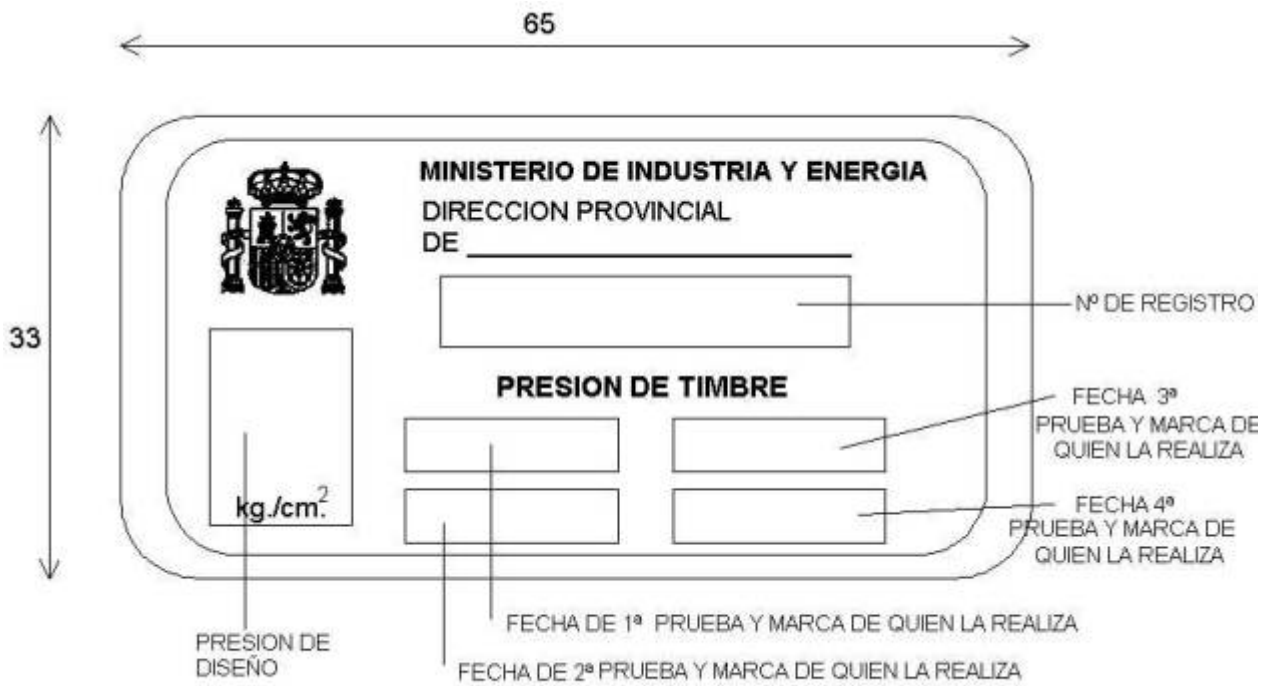 65
33
MINISTERIO DE INDUSTRIA Y ENERGIA
DIRECCION PROVINCIAL
DE
Nº DE REGISTRO
PRESION DE TIMBRE
kg./cm.2
FECHA 3ª
PRUEBA Y MARCA DE
QUIEN LA REALIZA
FECHA 4ª
PRUEBA Y MARCA DE
QUIEN LA REALIZA
FECHA DE 1ª PRUEBA Y MARCA DE QUIEN LA REALIZA
PRESION DE
DISEÑO
FECHA DE 2ª PRUEBA Y MARCA DE QUIEN LA REALIZA